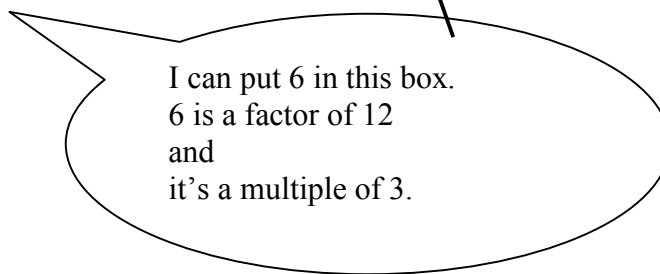 I can put 6 in this box.
6 is a factor of 12
and
it’s a multiple of 3.